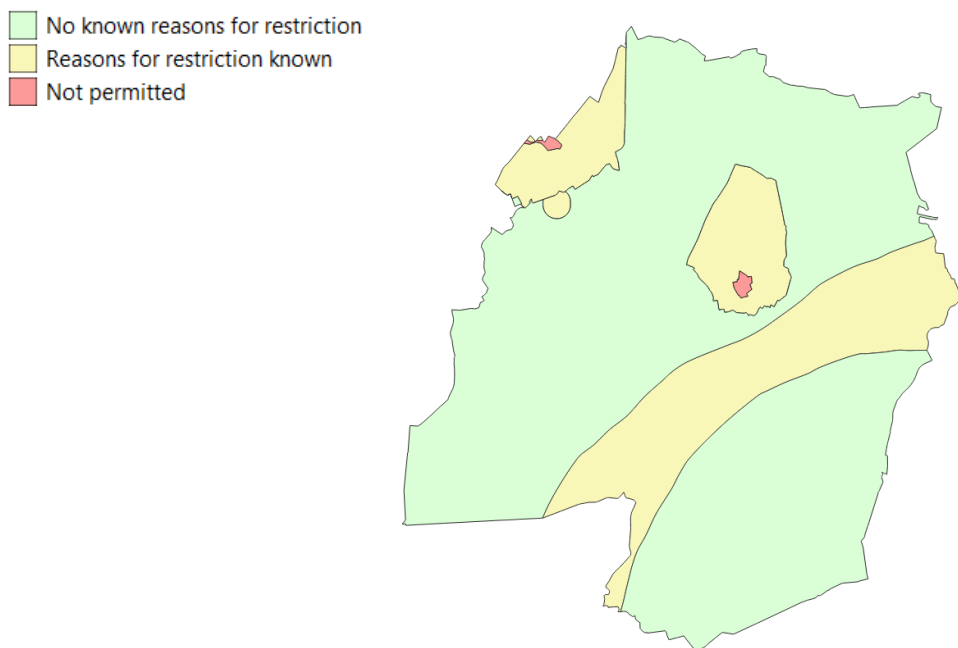 No known reasons for restriction
Reasons for restriction known
Not permitted